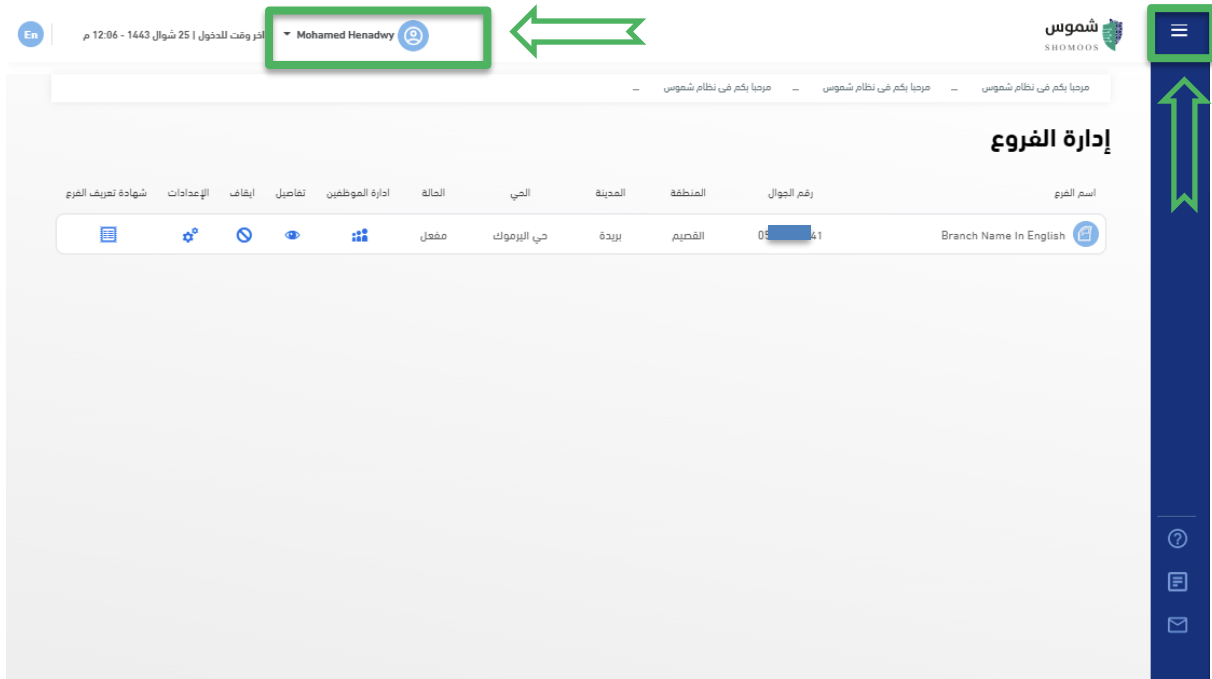 شموس
SHOMOOS
Mohamed Henadwy
اخر وقت للدخول | 25 شوال 1443 - 12:06 م
En
مرحبا بكم فى نظام شموس _ مرحبا بكم فى نظام شموس _ مرحبا بكم فى نظام شموس _
إدارة الفروع
اسم الفرع رقم الجوال المنطقة المدينة الحي الحالة ادارة الموظفين تفاصيل ايقاف الإعدادات شهادة تعريف الفرع
Branch Name In English 05 41 القصيم بريدة حي اليرموك مفعل